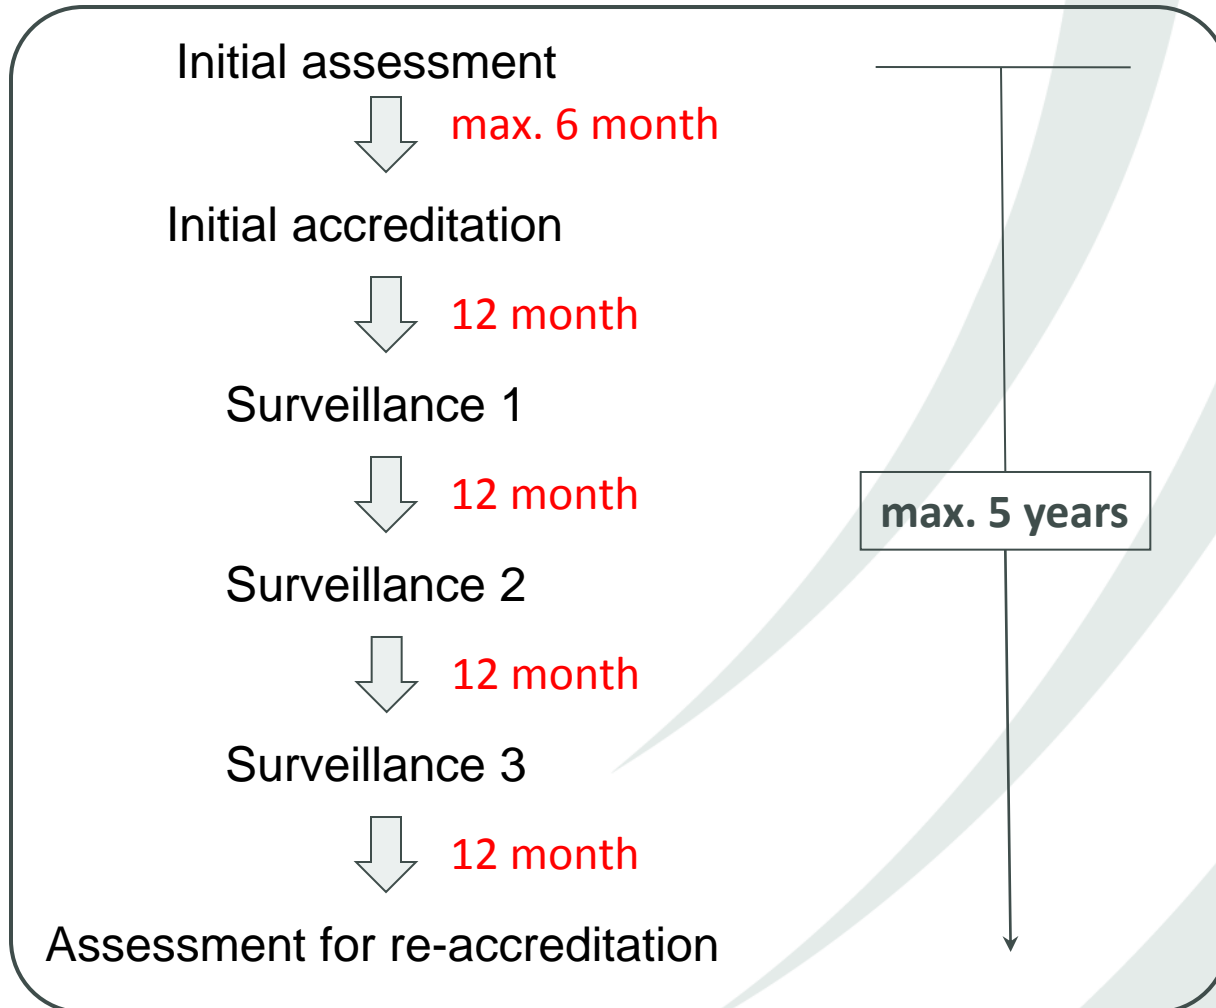 Initial assessment
max. 6 month
Initial accreditation
12 month
Surveillance 1
12 month
max. 5 years
Surveillance 2
12 month
Surveillance 3
12 month
Assessment for re-accreditation